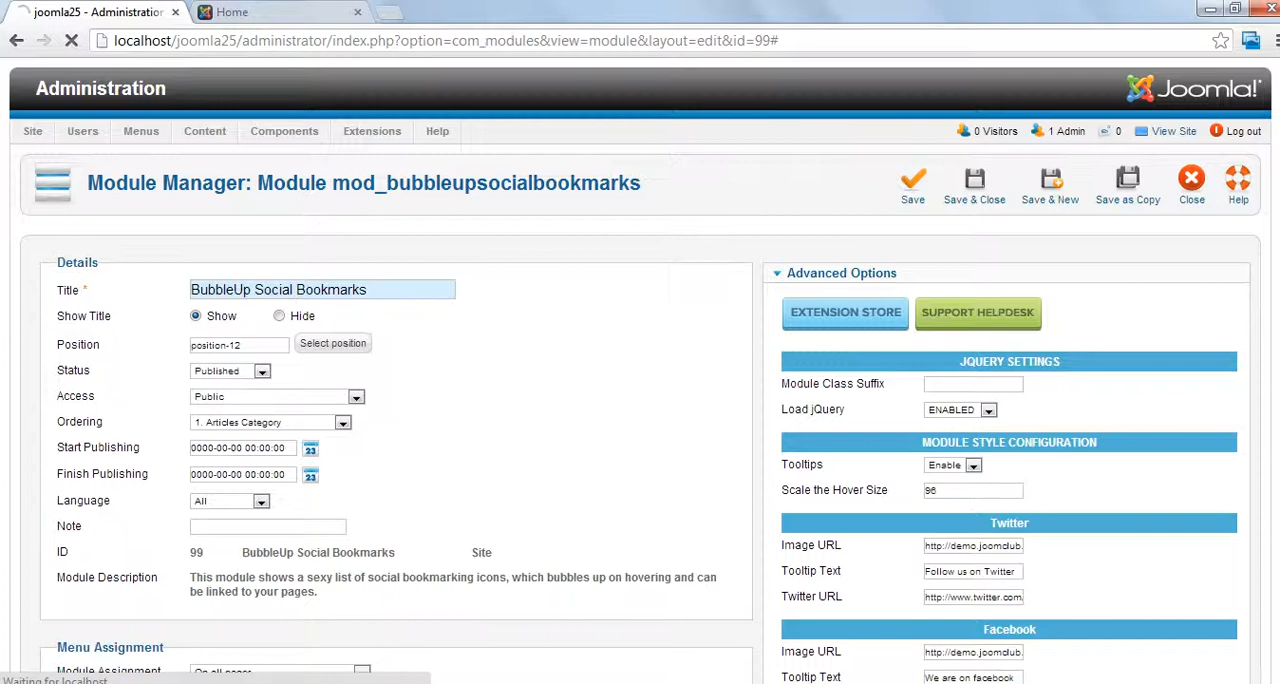 joomla25 - Administration
Home
localhost/joomla25/administrator/index.php?option=com_modules&view=module&layout=edit&id=99#
Administration
Joomla!
Site Users Menus Content Components Extensions Help
0 Visitors 1 Admin 0 View Site Log out
Module Manager: Module mod_bubbleupsocialbookmarks
Save Save & Close Save & New Save as Copy Close Help
Details
Title * BubbleUp Social Bookmarks
Show Title Show Hide
Position position-12 Select position
Status Published
Access Public
Ordering 1. Articles Category
Start Publishing 0000-00-00 00:00:00 23
Finish Publishing 0000-00-00 00:00:00 23
Language All
Note
ID 99 BubbleUp Social Bookmarks Site
Module Description This module shows a sexy list of social bookmarking icons, which bubbles up on hovering and can
be linked to your pages.
Menu Assignment
Module Assignment On all pages
Waiting for localhost
Advanced Options
EXTENSION STORE SUPPORT HELPDESK
JQUERY SETTINGS
Module Class Suffix
Load jQuery ENABLED
MODULE STYLE CONFIGURATION
Tooltips Enable
Scale the Hover Size 96
Twitter
Image URL http://demo.joomclub.
Tooltip Text Follow us on Twitter
Twitter URL http://www.twitter.com
Facebook
Image URL http://demo.joomclub.
Tooltip Text We are on facebook